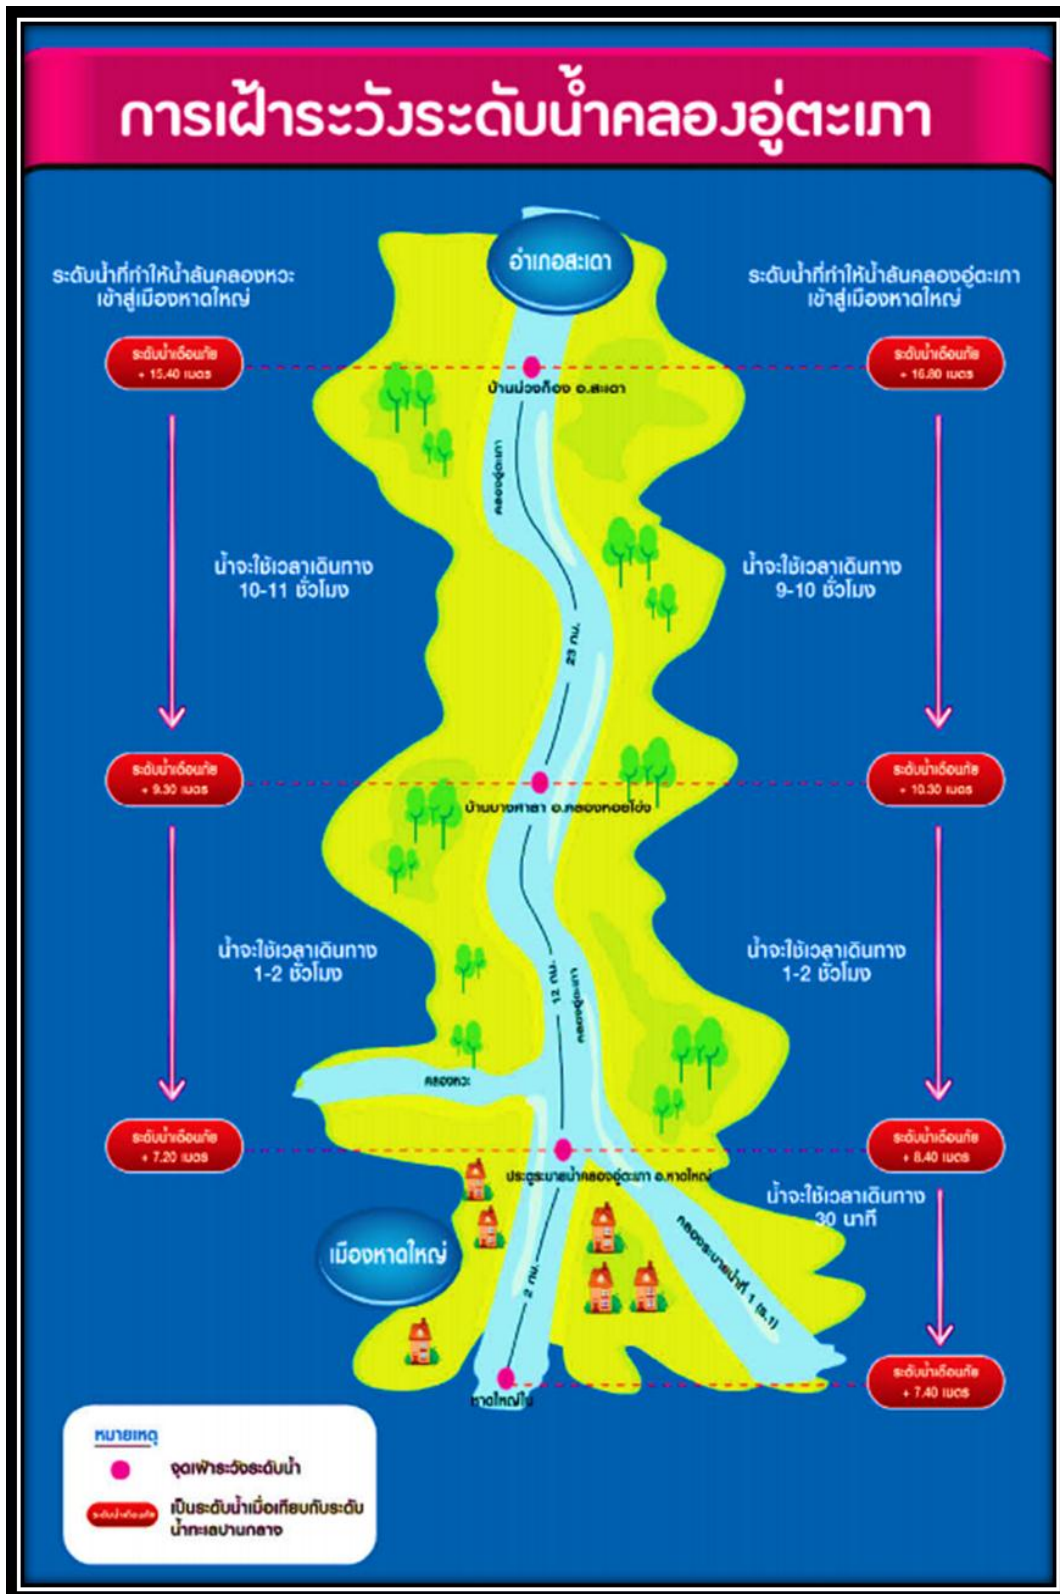 การเฝ้าระวังระดับน้ำคลองอู่ตะเภา
อำเภอสะเดา
ระดับน้ำที่ทำให้น้ำล้นคลองหวะ
เข้าสู่เมืองหาดใหญ่
ระดับน้ำที่ทำให้น้ำล้นคลองอู่ตะเภา
เข้าสู่เมืองหาดใหญ่
ระดับน้ำเตือนภัย
+ 15.40 เมตร
ระดับน้ำเตือนภัย
+ 16.80 เมตร
บ้านม่วงก็อง อ.สะเดา
คลองอู่ตะเภา
น้ำจะใช้เวลาเดินทาง
10-11 ชั่วโมง
น้ำจะใช้เวลาเดินทาง
9-10 ชั่วโมง
23 กม.
ระดับน้ำเตือนภัย
+ 9.30 เมตร
ระดับน้ำเตือนภัย
+ 10.30 เมตร
บ้านบางศาลา อ.คลองหอยโข่ง
น้ำจะใช้เวลาเดินทาง
1-2 ชั่วโมง
น้ำจะใช้เวลาเดินทาง
1-2 ชั่วโมง
12 กม.
คลองอู่ตะเภา
คลองหวะ
ระดับน้ำเตือนภัย
+ 7.20 เมตร
ระดับน้ำเตือนภัย
+ 8.40 เมตร
ประตูระบายน้ำคลองอู่ตะเภา อ.หาดใหญ่
น้ำจะใช้เวลาเดินทาง
30 นาที
เมืองหาดใหญ่
2 กม.
คลองระบายน้ำที่ 1 (ร.1)
ระดับน้ำเตือนภัย
+ 7.40 เมตร
หาดใหญ่ใน
หมายเหตุ
จุดเฝ้าระวังระดับน้ำ
ระดับน้ำเตือนภัย
เป็นระดับน้ำเมื่อเทียบกับระดับ
น้ำทะเลปานกลาง